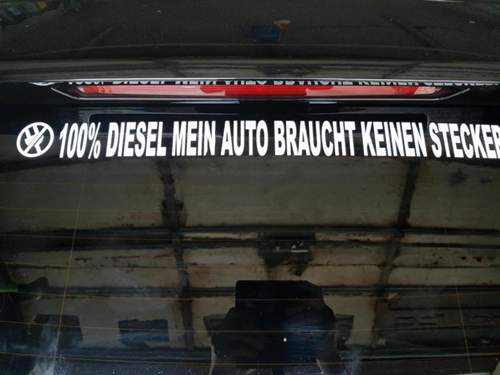 100% DIESEL MEIN AUTO BRAUCHT KEINEN STECKER